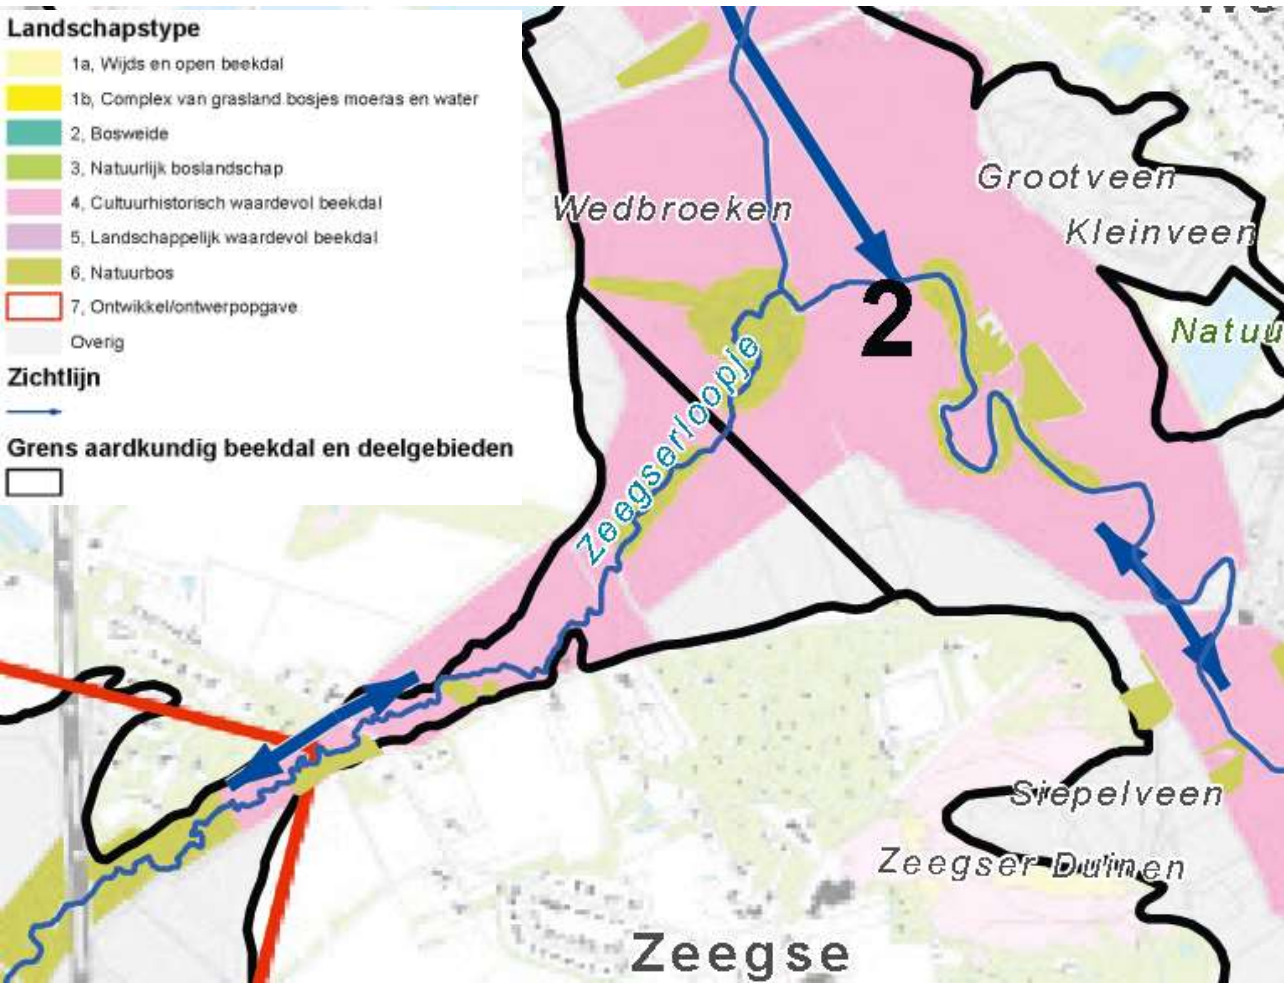 Landschapstype
1a, Wijds en open beekdal
1b, Complex van grasland bosjes moeras en water
2, Bosweide
3, Natuurlijk boslandschap
4, Cultuurhistorisch waardevol beekdal
5, Landschappelijk waardevol beekdal
6, Natuurbos
7, Ontwikkel/ontwerpopgave
Overig
Zichtlijn
Grens aardkundig beekdal en deelgebieden
Grootveen
Wedbroeken
Kleinveen
2
Natuu
Zeegserloopje
Siepelveen
Zeegser Duinen
Zeegse